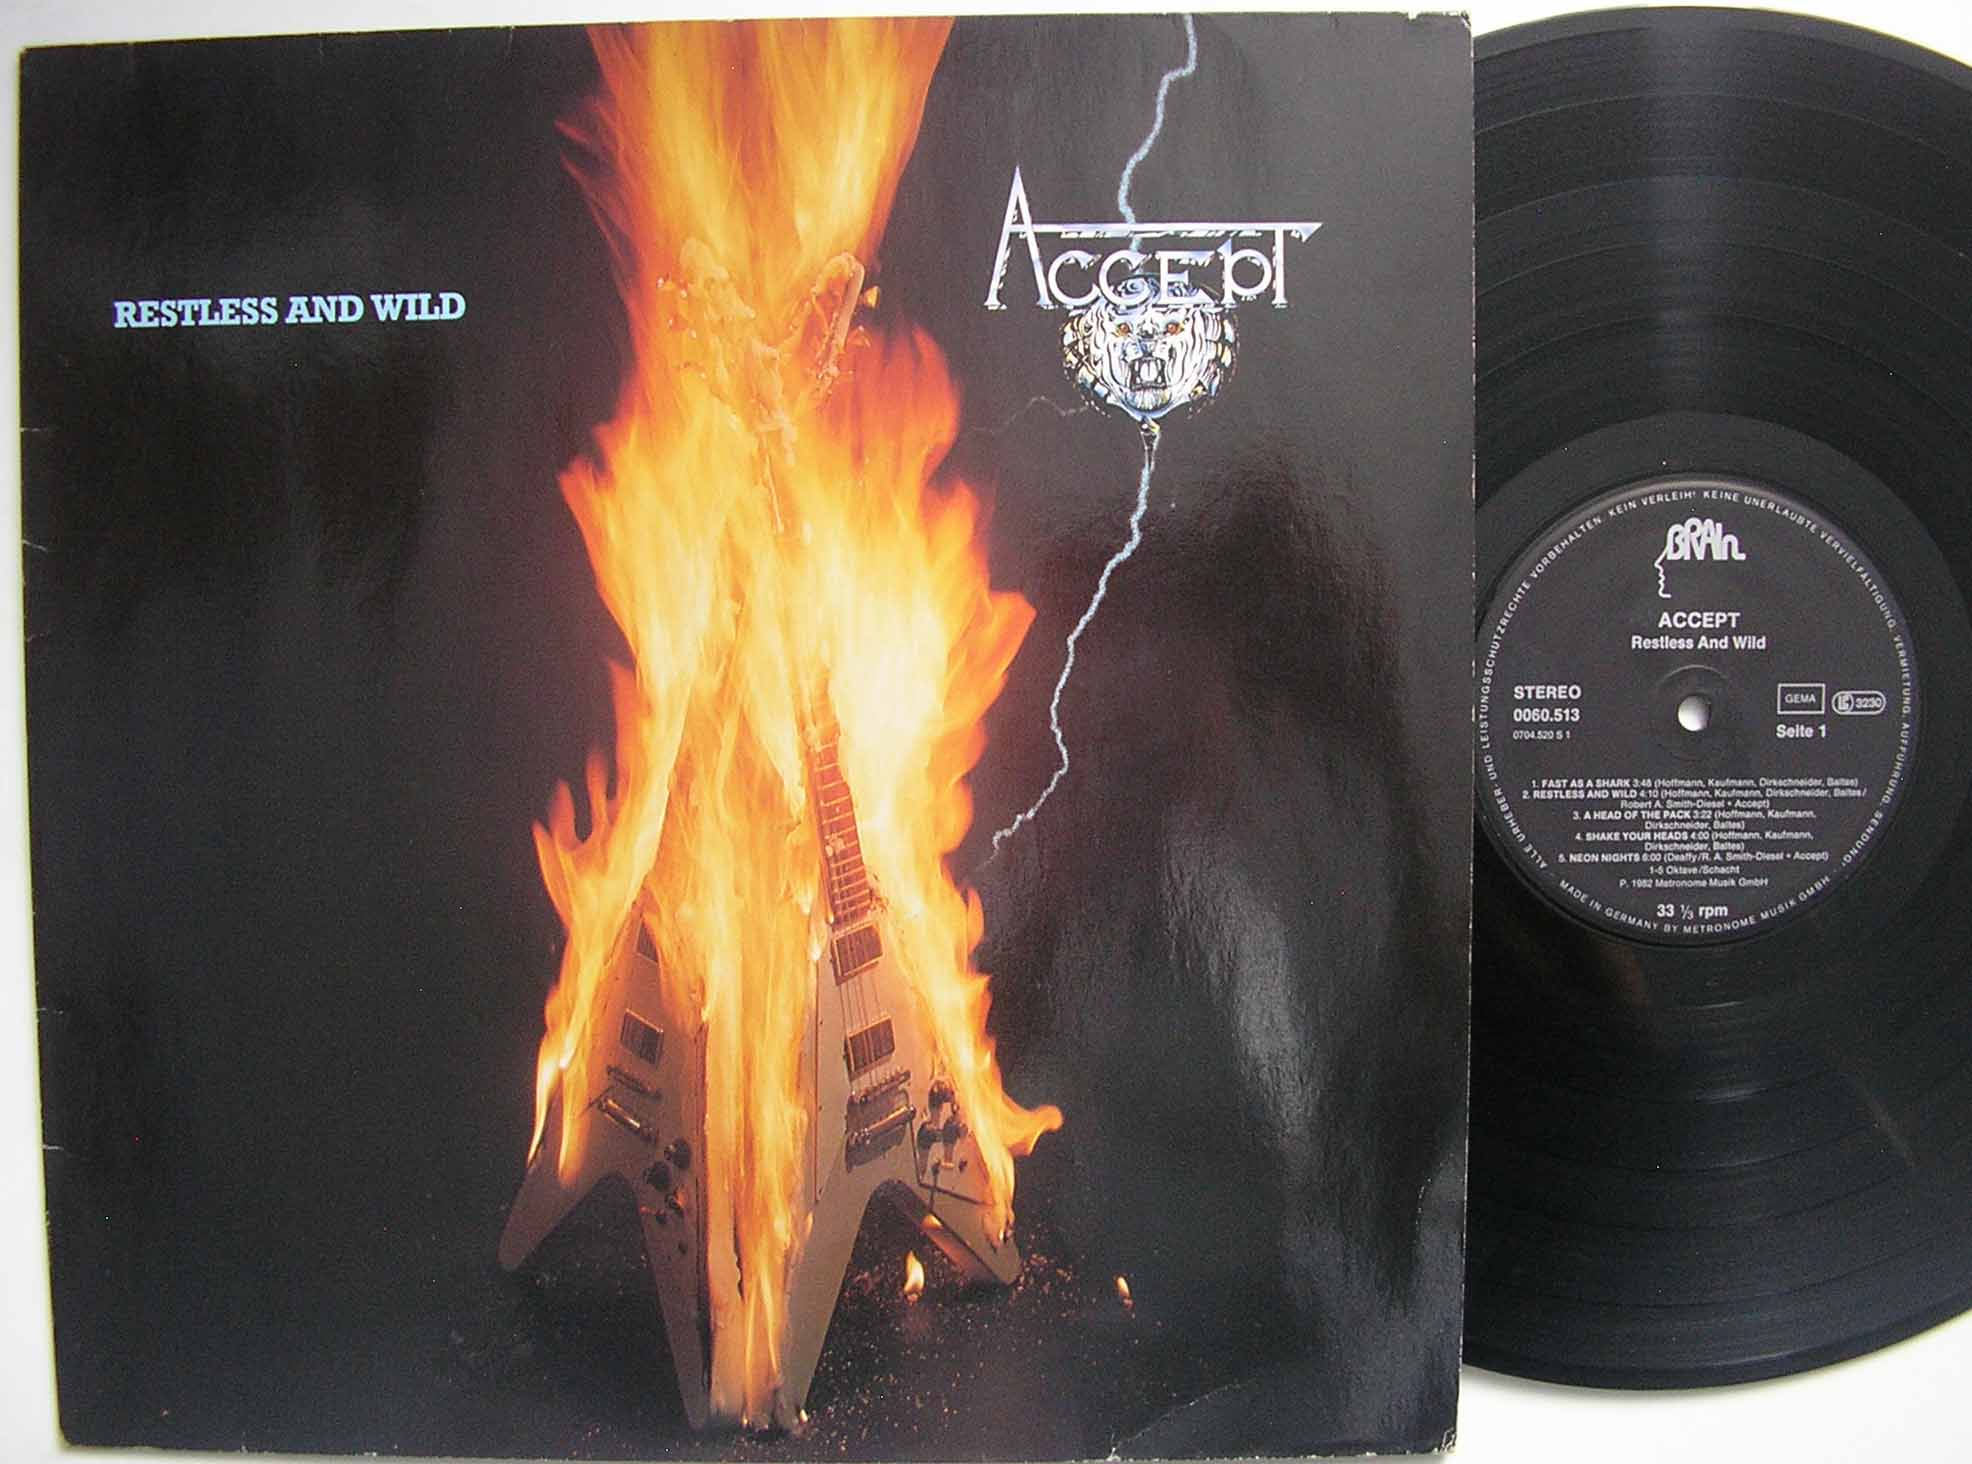 RESTLESS AND WILD
ACCEPT
ALLE URHEBER- UND LEISTUNGSSCHUTZRECHTE VORBEHALTEN. KEIN VERLEIH! KEINE UNERLAUBTE VERVIELFÄLTIGUNG, VERMIETUNG, AUFFÜHRUNG, SENDUNG!
BRAIN
ACCEPT
Restless And Wild
STEREO
0060.513
0704.520 S 1
GEMA
LC 3230
Seite 1
1. FAST AS A SHARK 3:48 (Hoffmann, Kaufmann, Dirkschneider, Baltes)
2. RESTLESS AND WILD 4:10 (Hoffmann, Kaufmann, Dirkschneider, Baltes/
Robert A. Smith-Diesel + Accept)
3. A HEAD OF THE PACK 3:22 (Hoffmann, Kaufmann,
Dirkschneider, Baltes)
4. SHAKE YOUR HEADS 4:00 (Hoffmann, Kaufmann,
Dirkschneider, Baltes)
5. NEON NIGHTS 6:00 (Deaffy/R. A. Smith-Diesel + Accept)
1-5 Oktave/Schacht
P. 1982 Metronome Musik GmbH
33 1/3 rpm
MADE IN GERMANY BY METRONOME MUSIK GMBH